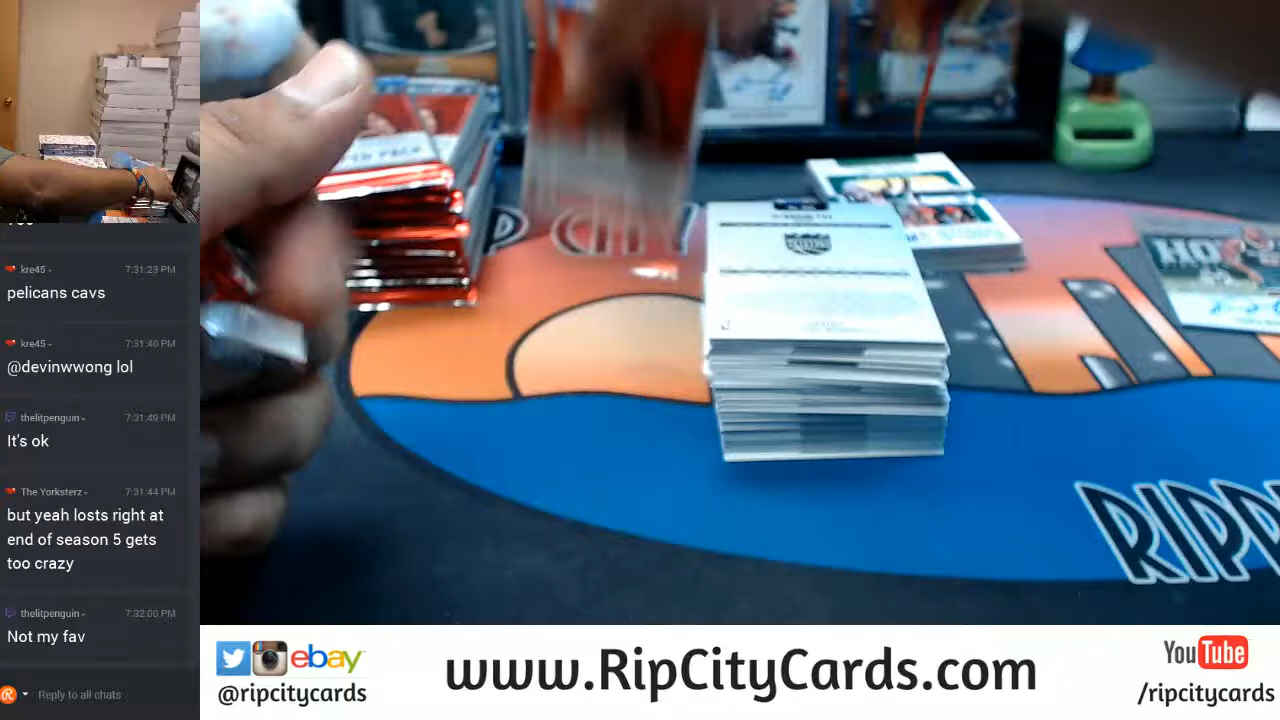 kre45 7:31:23 PM
pelicans cavs
kre45 7:31:40 PM
@devinwwong lol
thelitpenguin 7:31:49 PM
It's ok
The Yorksterz 7:31:44 PM
but yeah losts right at
end of season 5 gets
too crazy
thelitpenguin 7:32:00 PM
Not my fav
Reply to all chats
HO
RIPP
ebay
@ripcitycards
www.RipCityCards.com
YouTube
/ripcitycards